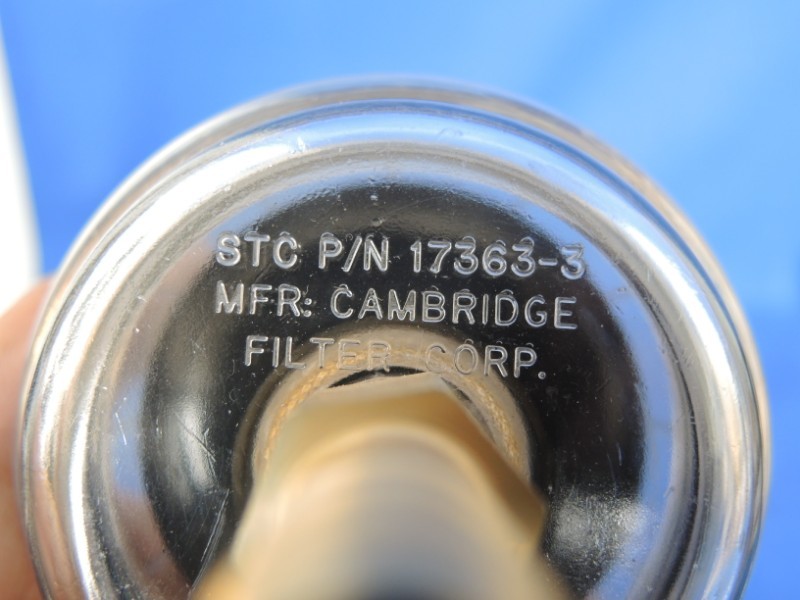 STC P/N 17363-3
MFR: CAMBRIDGE
FILTER CORP.